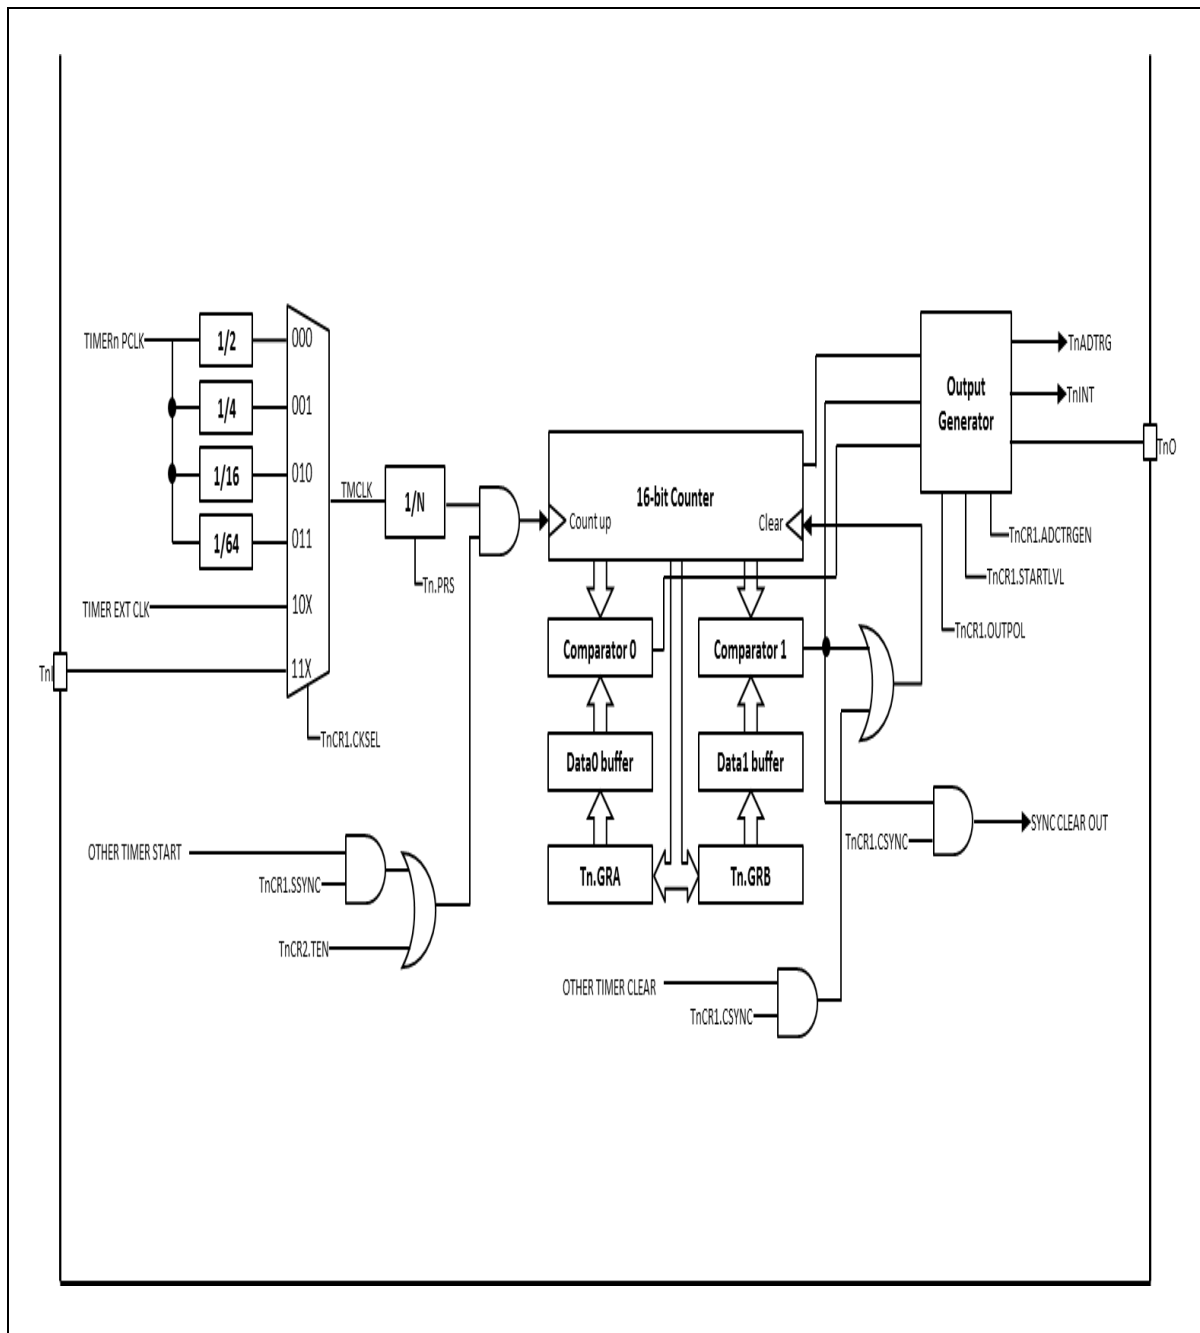 TIMERn PCLK
1/2
000
1/4
001
1/16
010
1/64
011
TIMER EXT CLK
10X
TnI
11X
TnCR1.CKSEL
TMCLK
1/N
Tn.PRS
16-bit Counter
Count up
Clear
Output
Generator
TnADTRG
TnINT
TnO
TnCR1.ADCTRGEN
TnCR1.STARTLVL
TnCR1.OUTPOL
Comparator 0
Comparator 1
Data0 buffer
Data1 buffer
Tn.GRA
Tn.GRB
OTHER TIMER START
TnCR1.SSYNC
TnCR2.TEN
TnCR1.CSYNC
SYNC CLEAR OUT
OTHER TIMER CLEAR
TnCR1.CSYNC